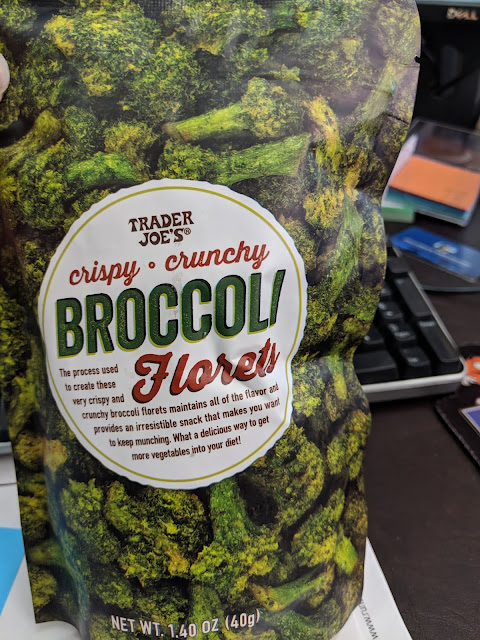 DELL
TRADER
JOE'S®
crispy • crunchy
BROCCOLI
Florets
The process used
to create these
very crispy and
crunchy broccoli florets maintains all of the flavor and
provides an irresistible snack that makes you want
to keep munching. What a delicious way to get
more vegetables into your diet!
NET WT. 1.40 OZ (40g)